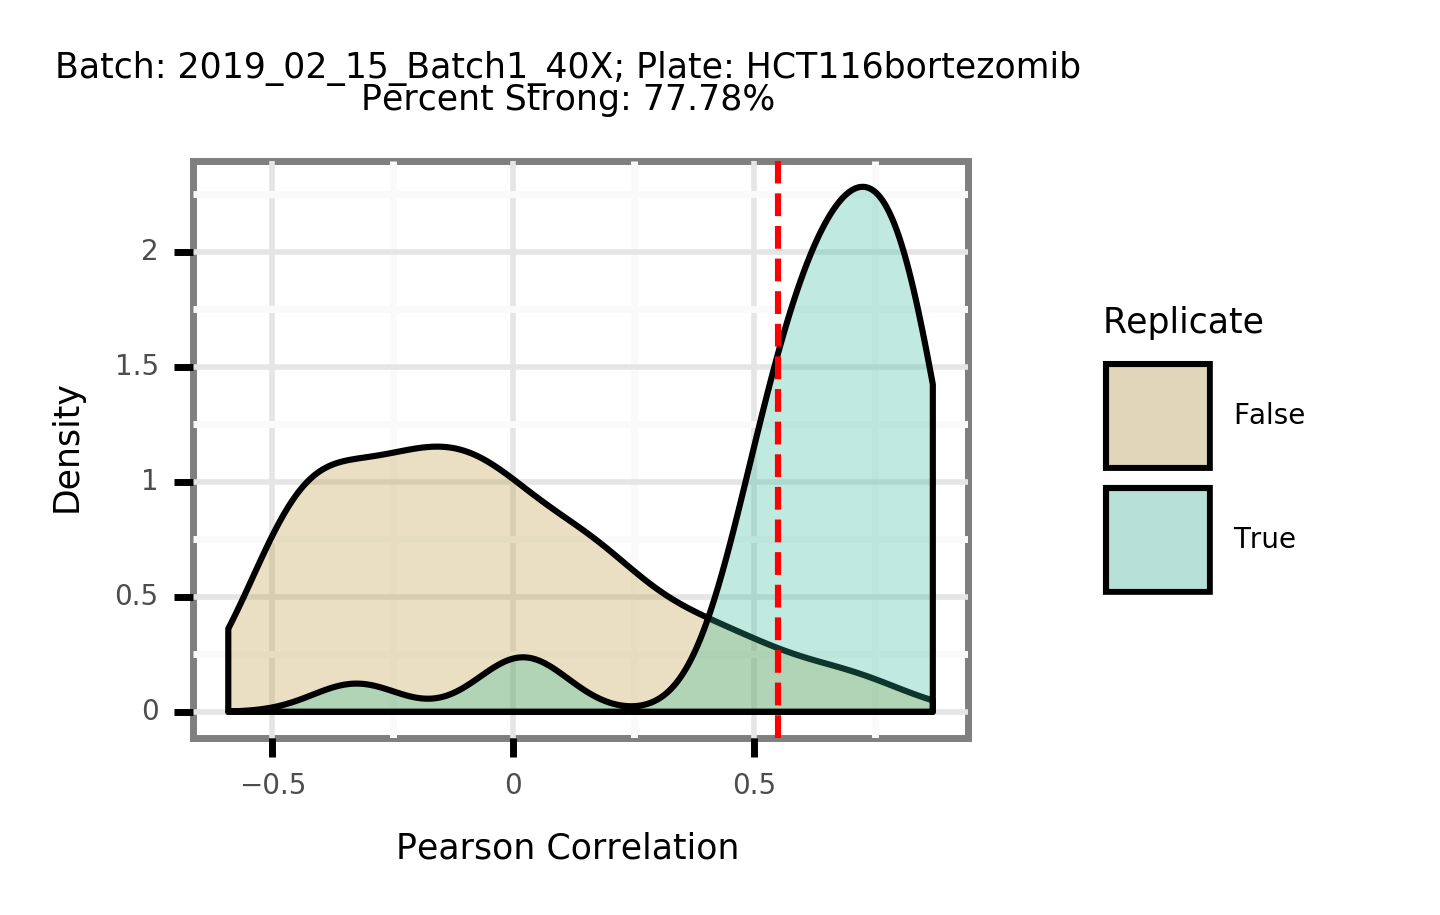 Batch: 2019_02_15_Batch1_40X; Plate: HCT116bortezomib
Percent Strong: 77.78%
Density
2
1.5
1
0.5
0
−0.5
0
0.5
Pearson Correlation
Replicate
False
True